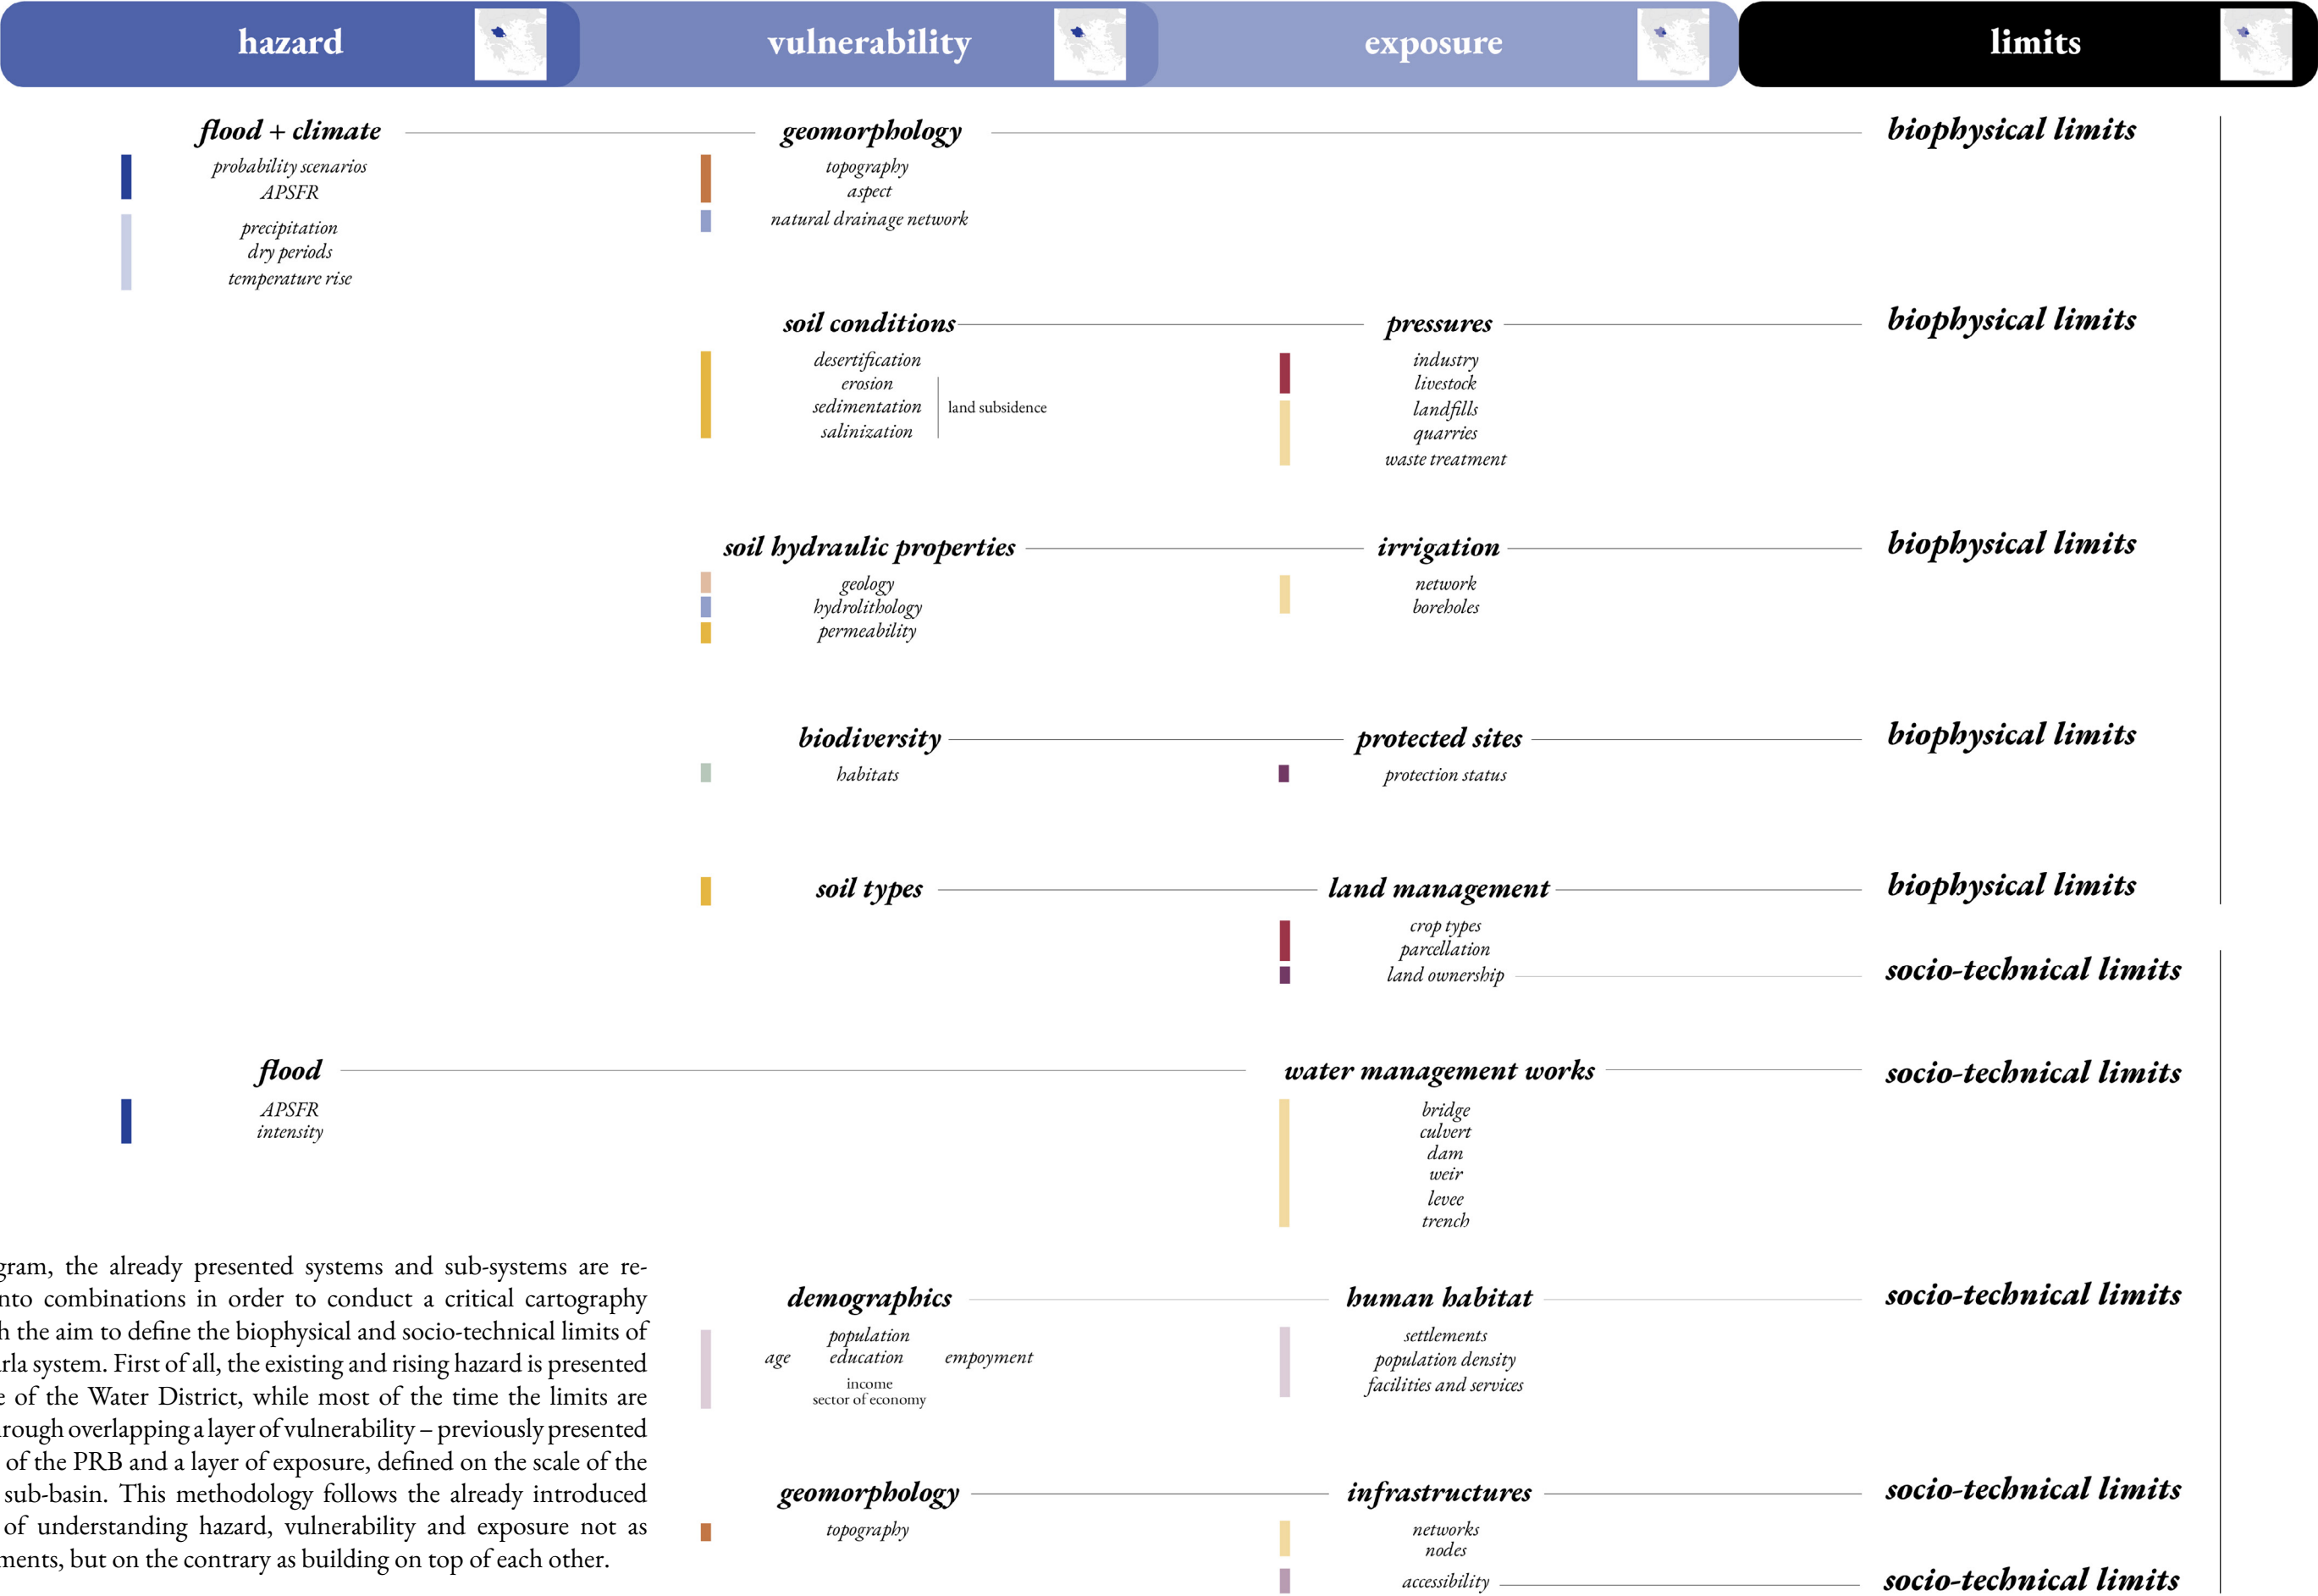 hazard vulnerability exposure limits
flood + climate geomorphology biophysical limits
probability scenarios topography
APSFR aspect
natural drainage network
precipitation
dry periods
temperature rise
soil conditions pressures biophysical limits
desertification industry
erosion livestock
sedimentation land subsidence landfills
salinization quarries
waste treatment
soil hydraulic properties irrigation biophysical limits
geology network
hydrolithology boreholes
permeability
biodiversity protected sites biophysical limits
habitats protection status
soil types land management biophysical limits
crop types
parcellation
land ownership socio-technical limits
flood water management works socio-technical limits
APSFR bridge
intensity culvert
dam
weir
levee
trench
demographics human habitat socio-technical limits
population settlements
age education empoyment population density
income facilities and services
sector of economy
geomorphology infrastructures socio-technical limits
topography networks
nodes
accessibility socio-technical limits
gram, the already presented systems and sub-systems are re-
nto combinations in order to conduct a critical cartography
h the aim to define the biophysical and socio-technical limits of
rla system. First of all, the existing and rising hazard is presented
e of the Water District, while most of the time the limits are
rough overlapping a layer of vulnerability – previously presented
of the PRB and a layer of exposure, defined on the scale of the
sub-basin. This methodology follows the already introduced
of understanding hazard, vulnerability and exposure not as
ments, but on the contrary as building on top of each other.